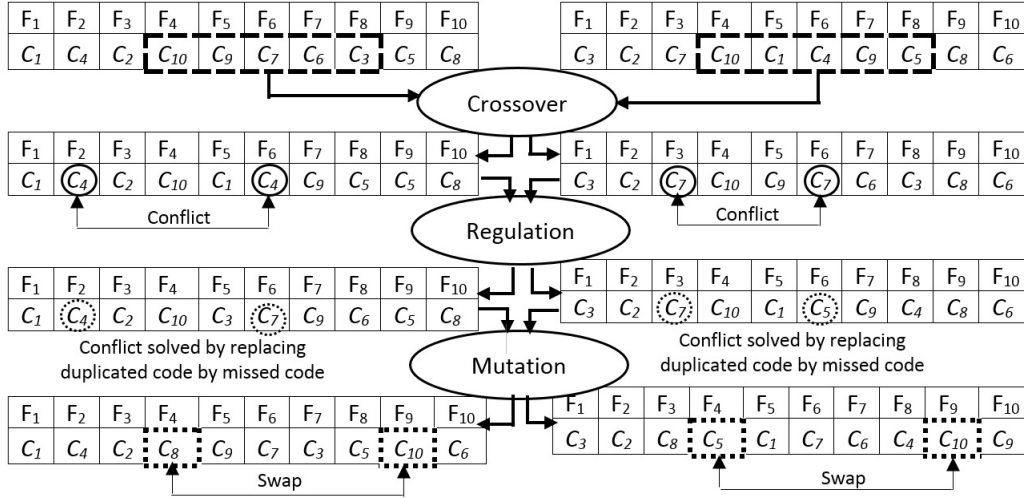 F1 F2 F3 F4 F5 F6 F7 F8 F9 F10
C1 C4 C2 C10 C9 C7 C6 C3 C5 C8
F1 F2 F3 F4 F5 F6 F7 F8 F9 F10
C3 C2 C7 C10 C1 C4 C9 C5 C8 C6
Crossover
F1 F2 F3 F4 F5 F6 F7 F8 F9 F10
C1 C4 C2 C10 C1 C4 C9 C5 C5 C8
Conflict
F1 F2 F3 F4 F5 F6 F7 F8 F9 F10
C3 C2 C7 C10 C9 C7 C6 C3 C8 C6
Conflict
Regulation
F1 F2 F3 F4 F5 F6 F7 F8 F9 F10
C1 C4 C2 C10 C3 C7 C9 C6 C5 C8
Conflict solved by replacing
duplicated code by missed code
F1 F2 F3 F4 F5 F6 F7 F8 F9 F10
C3 C2 C7 C10 C1 C5 C9 C4 C8 C6
Conflict solved by replacing
duplicated code by missed code
Mutation
F1 F2 F3 F4 F5 F6 F7 F8 F9 F10
C1 C4 C2 C8 C9 C7 C3 C5 C10 C6
Swap
F1 F2 F3 F4 F5 F6 F7 F8 F9 F10
C3 C2 C8 C5 C1 C7 C6 C4 C10 C9
Swap